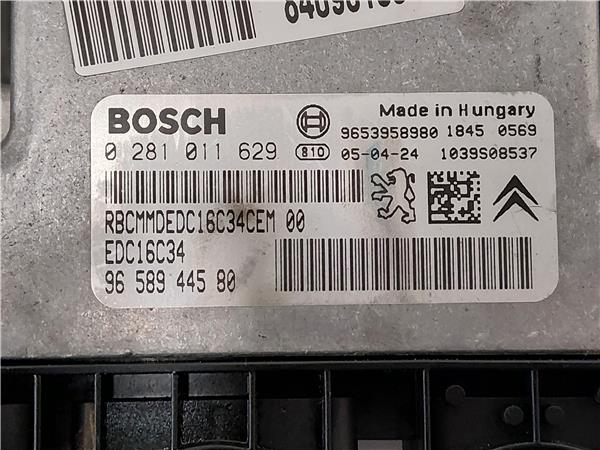 BOSCH
Made in Hungary
9653958980 1845 0569
0 281 011 629
810 05-04-24 1039S08537
RBCMMDEDC16C34CEM 00
EDC16C34
96 589 445 80